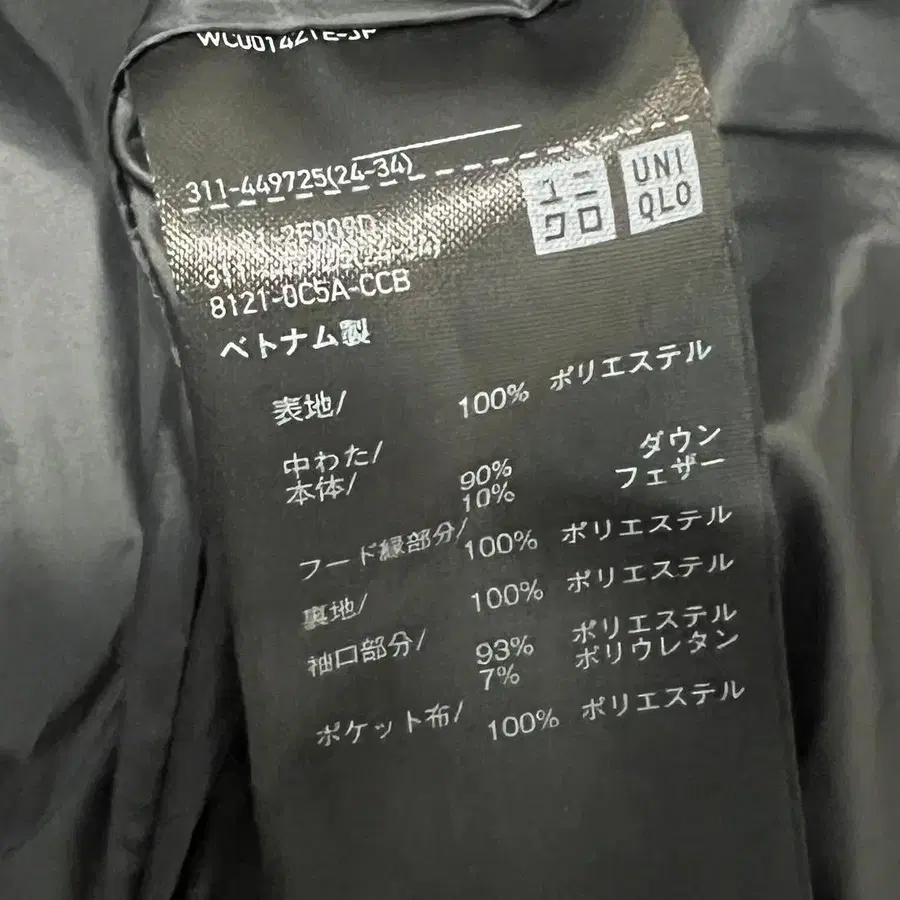 311-449725(24-34)
ユニ
クロ
UNI
QLO
8121-0C5A-CCB
ベトナム製
表地/ 100% ポリエステル
中わた/ ダウン
本体/ 90% フェザー
10%
フード縁部分/ 100% ポリエステル
裏地/ 100% ポリエステル
袖口部分/ 93% ポリエステル
7% ポリウレタン
ポケット布/ 100% ポリエステル